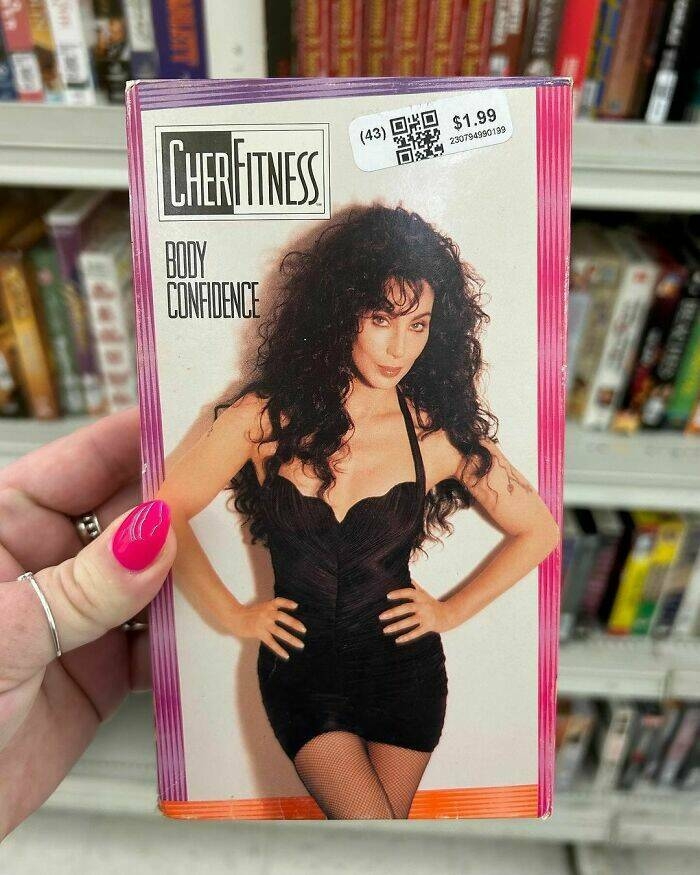 (43) $1.99
230794990199
CHERFITNESS
BODY
CONFIDENCE